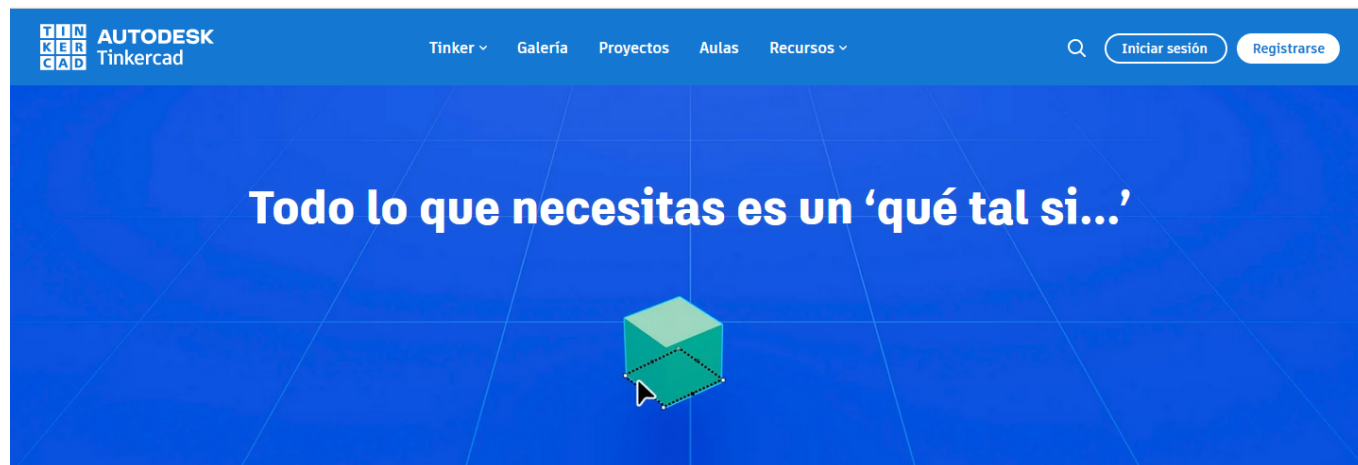 TIN
KER
CAD
AUTODESK
Tinkercad
Tinker
Galería
Proyectos
Aulas
Recursos
Iniciar sesión
Registrarse
Todo lo que necesitas es un ‘qué tal si...’